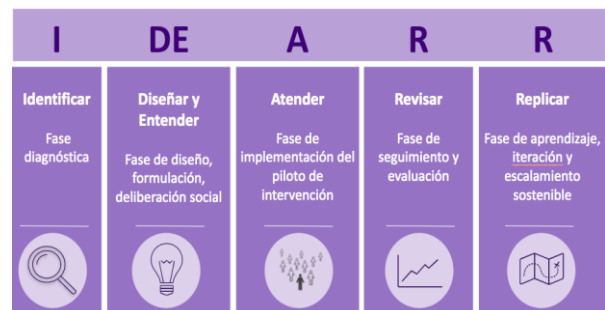 I DE A R R
Identificar
Fase
diagnóstica
Diseñar y
Entender
Fase de diseño,
formulación,
deliberación social
Atender
Fase de
implementación del
piloto de
intervención
Revisar
Fase de
seguimiento y
evaluación
Replicar
Fase de aprendizaje,
iteración y
escalamiento
sostenible